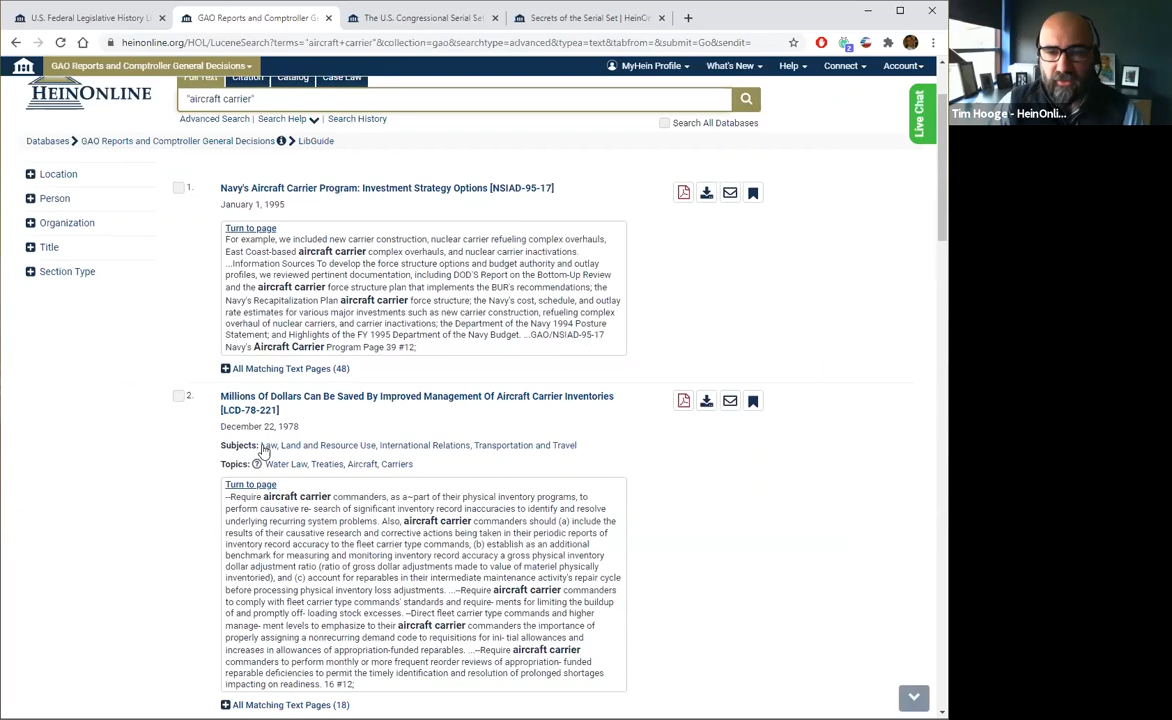 U.S. Federal Legislative History Li
GAO Reports and Comptroller Ge
The U.S. Congressional Serial Set
Secrets of the Serial Set | HeinOn
heinonline.org/HOL/LuceneSearch?terms="aircraft+carrier"&collection=gao&searchtype=advanced&typea=text&tabfrom=&submit=Go&sendit=
GAO Reports and Comptroller General Decisions
MyHein Profile
What's New
Help
Connect
Account
Full Text
Citation
Catalog
Case Law
HEINONLINE
"aircraft carrier"
Advanced Search | Search Help | Search History
Search All Databases
Live Chat
Tim Hooge - HeinOnli...
Databases > GAO Reports and Comptroller General Decisions > LibGuide
Location
Person
Organization
Title
Section Type
1.
Navy's Aircraft Carrier Program: Investment Strategy Options [NSIAD-95-17]
January 1, 1995
Turn to page
For example, we included new carrier construction, nuclear carrier refueling complex overhauls,
East Coast-based aircraft carrier complex overhauls, and nuclear carrier inactivations.
...Information Sources To develop the force structure options and budget authority and outlay
profiles, we reviewed pertinent documentation, including DOD'S Report on the Bottom-Up Review
and the aircraft carrier force structure plan that implements the BUR's recommendations; the
Navy's Recapitalization Plan aircraft carrier force structure; the Navy's cost, schedule, and outlay
rate estimates for various major investments such as new carrier construction, refueling complex
overhaul of nuclear carriers, and carrier inactivations; the Department of the Navy 1994 Posture
Statement; and Highlights of the FY 1995 Department of the Navy Budget. ...GAO/NSIAD-95-17
Navy's Aircraft Carrier Program Page 39 #12;
All Matching Text Pages (48)
2.
Millions Of Dollars Can Be Saved By Improved Management Of Aircraft Carrier Inventories
[LCD-78-221]
December 22, 1978
Subjects: Law, Land and Resource Use, International Relations, Transportation and Travel
Topics: ? Water Law, Treaties, Aircraft, Carriers
Turn to page
--Require aircraft carrier commanders, as a~part of their physical inventory programs, to
perform causative re- search of significant inventory record inaccuracies to identify and resolve
underlying recurring system problems. Also, aircraft carrier commanders should (a) include the
results of their causative research and corrective actions being taken in their periodic reports of
inventory record accuracy to the fleet carrier type commands, (b) establish as an additional
benchmark for measuring and monitoring inventory record accuracy a gross physical inventory
dollar adjustment ratio (ratio of gross dollar adjustments made to value of materiel physically
inventoried), and (c) account for reparables in their intermediate maintenance activity's repair cycle
before processing physical inventory loss adjustments. ...--Require aircraft carrier commanders
to comply with fleet carrier type commands' standards and require- ments for limiting the buildup
of and promptly off- loading stock excesses. --Direct fleet carrier type commands and higher
manage- ment levels to emphasize to their aircraft carrier commanders the importance of
properly assigning a nonrecurring demand code to requisitions for ini- tial allowances and
increases in allowances of appropriation-funded reparables. ...--Require aircraft carrier
commanders to perform monthly or more frequent reorder reviews of appropriation- funded
reparable deficiencies to permit the timely identification and resolution of prolonged shortages
impacting on readiness. 16 #12;
All Matching Text Pages (18)